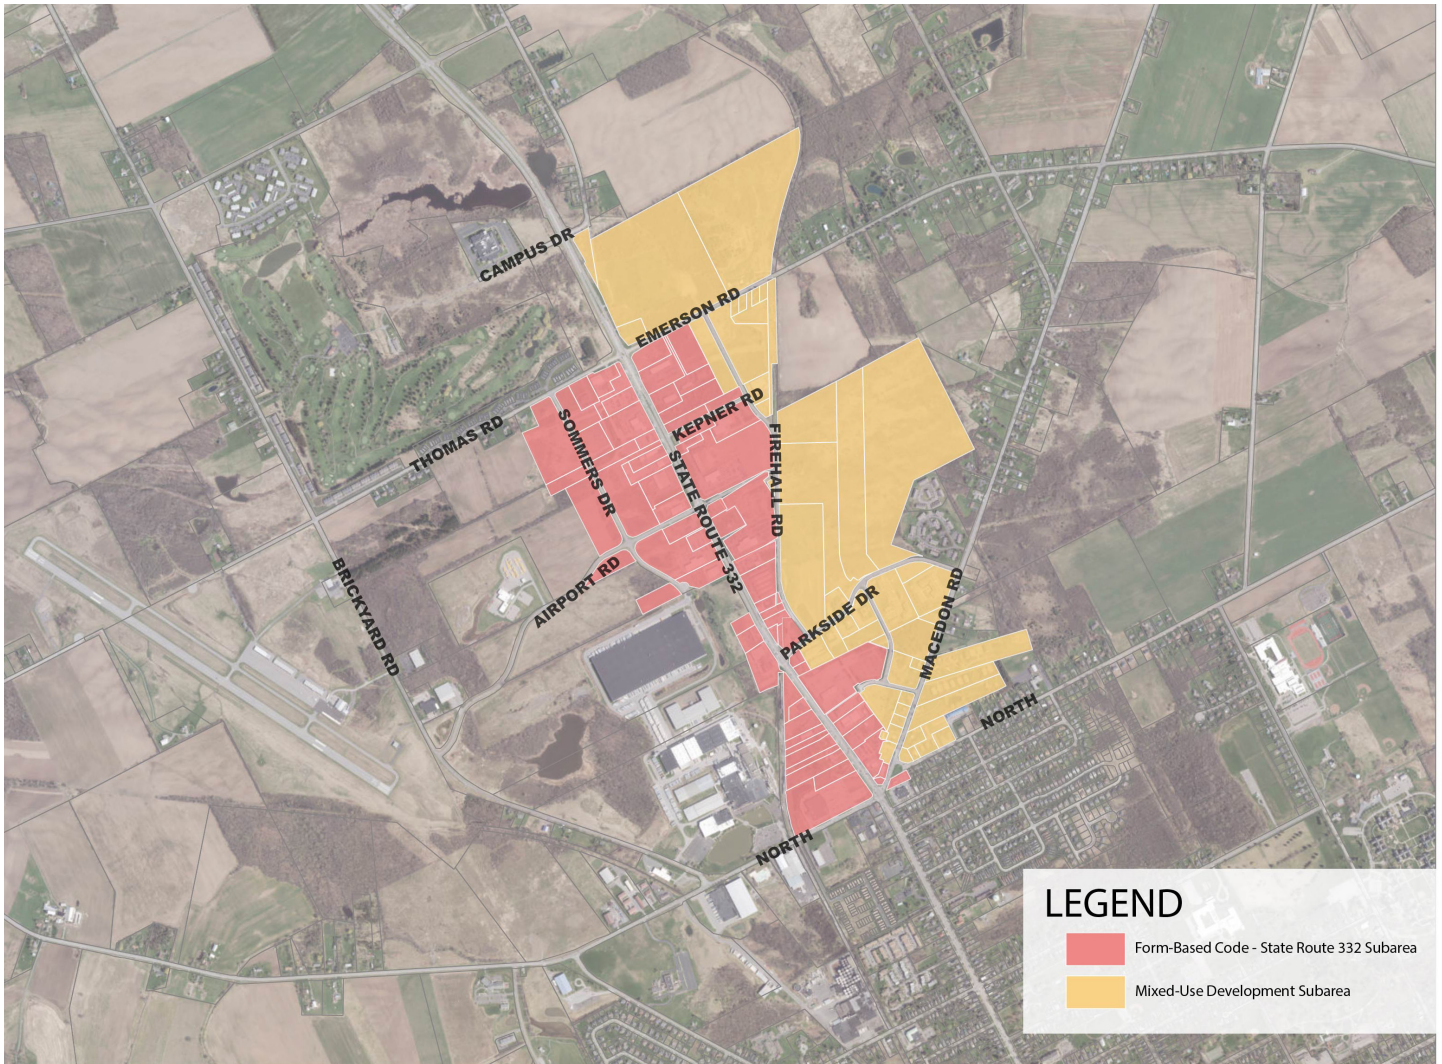 CAMPUS DR
EMERSON RD
KEPNER RD
THOMAS RD
SOMMERS DR
STATE ROUTE 332
FIREHALL RD
AIRPORT RD
BRICKYARD RD
PARKSIDE DR
MACEDON RD
NORTH
NORTH
LEGEND
Form-Based Code - State Route 332 Subarea
Mixed-Use Development Subarea